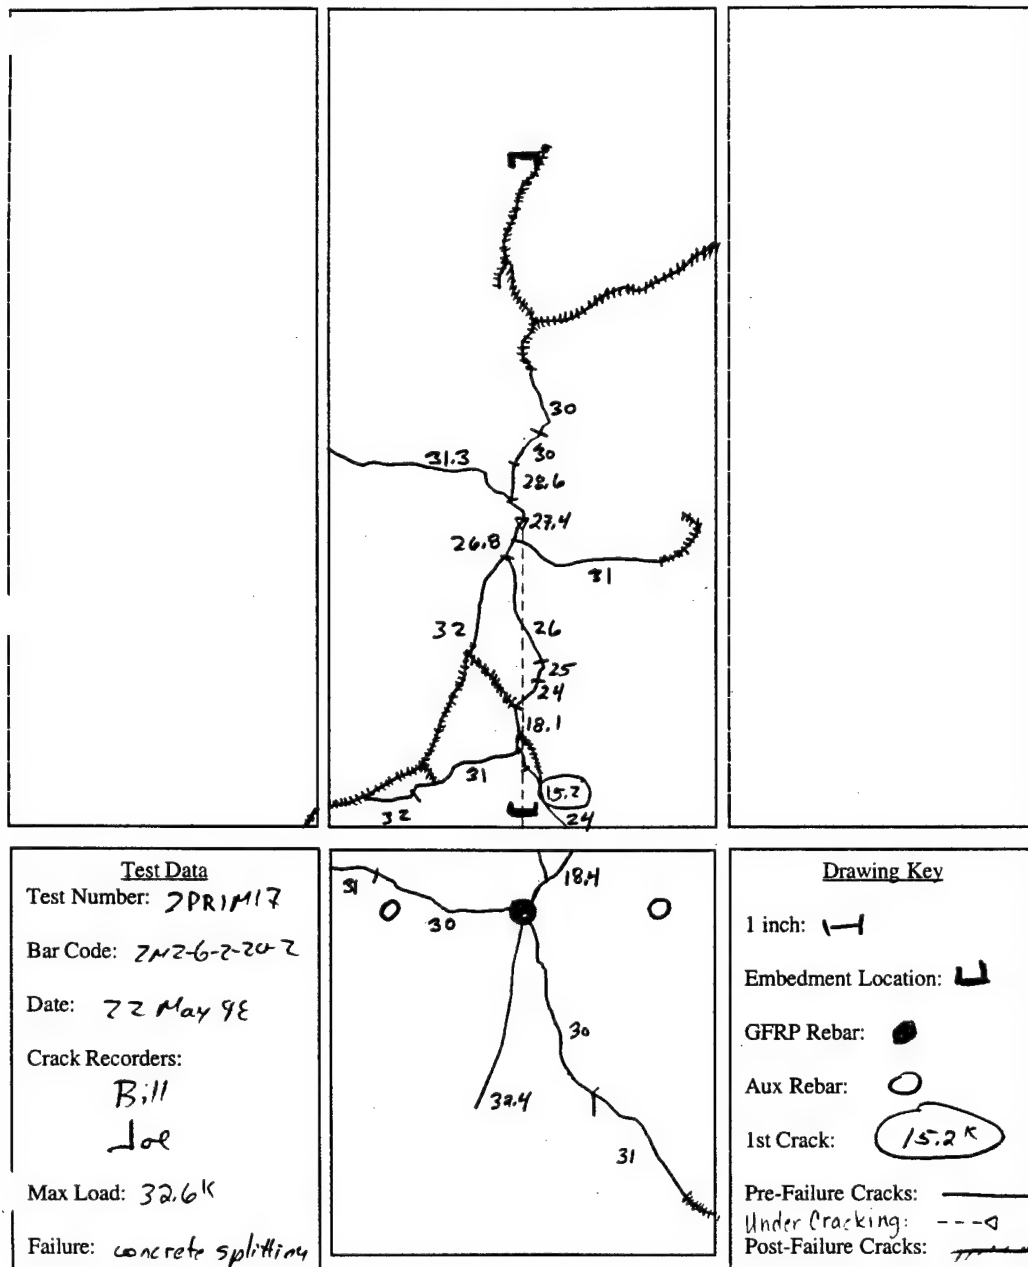 30
31.3
30
28.6
27.4
26.8
31
26
32
25
24
18.1
31
15.2
32
24
Test Data
Test Number: 2PR1M17
Bar Code: 2M2-6-2-20-2
Date: 22 May 98
Crack Recorders:
Bill
Joe
Max Load: 32.6 K
Failure: concrete splitting
18.4
31
30
30
32.4
31
Drawing Key
1 inch:
Embedment Location:
GFRP Rebar:
Aux Rebar:
1st Crack: 15.2 K
Pre-Failure Cracks:
Under Cracking:
Post-Failure Cracks: